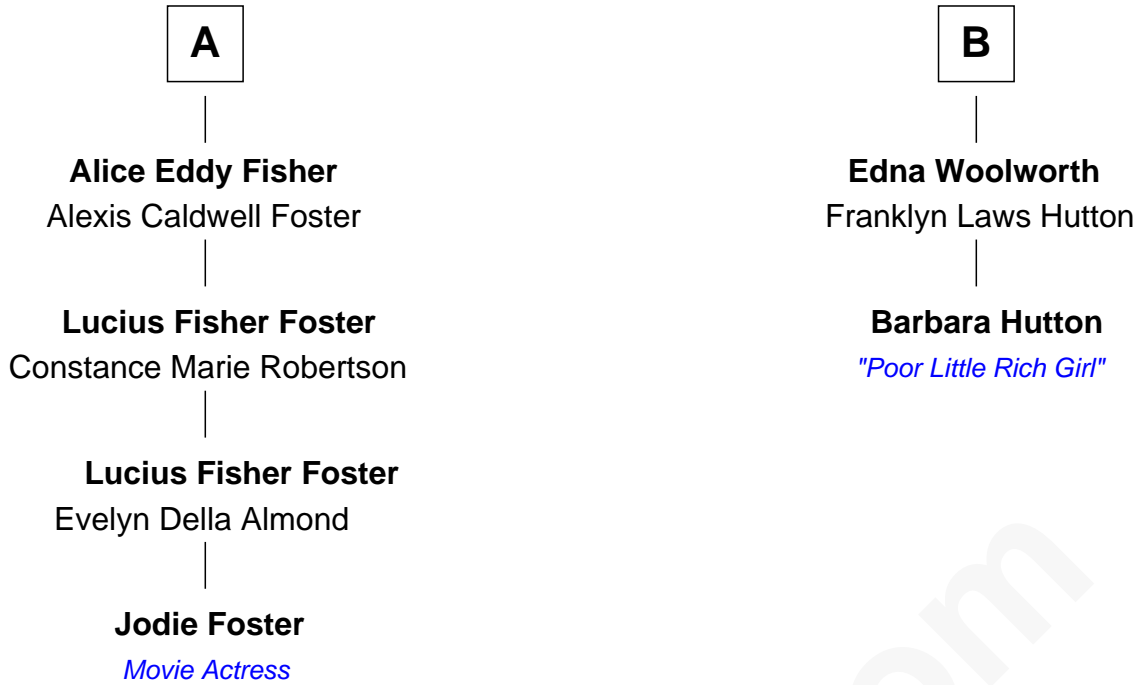 A
Alice Eddy Fisher
Alexis Caldwell Foster
Lucius Fisher Foster
Constance Marie Robertson
Lucius Fisher Foster
Evelyn Della Almond
Jodie Foster
Movie Actress
B
Edna Woolworth
Franklyn Laws Hutton
Barbara Hutton
"Poor Little Rich Girl"
om